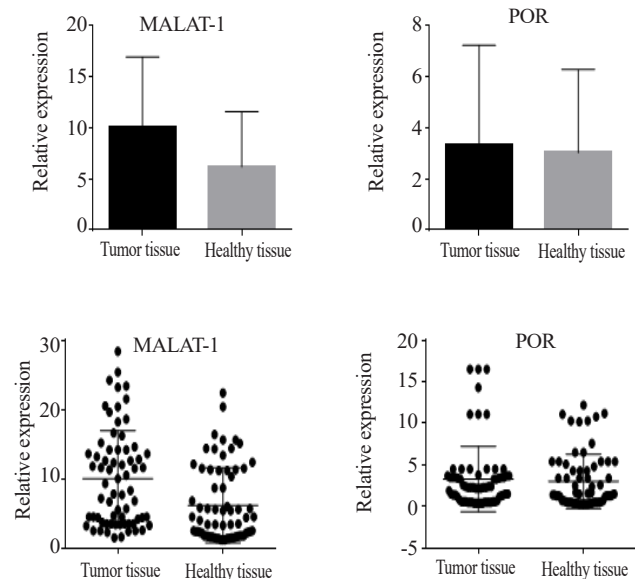 MALAT-1
Relative expression
20
15
10
5
0
Tumor tissue Healthy tissue
POR
Relative expression
8
6
4
2
0
Tumor tissue Healthy tissue
MALAT-1
Relative expression
30
20
10
0
Tumor tissue Healthy tissue
POR
Relative expression
20
15
10
5
0
-5
Tumor tissue Healthy tissue